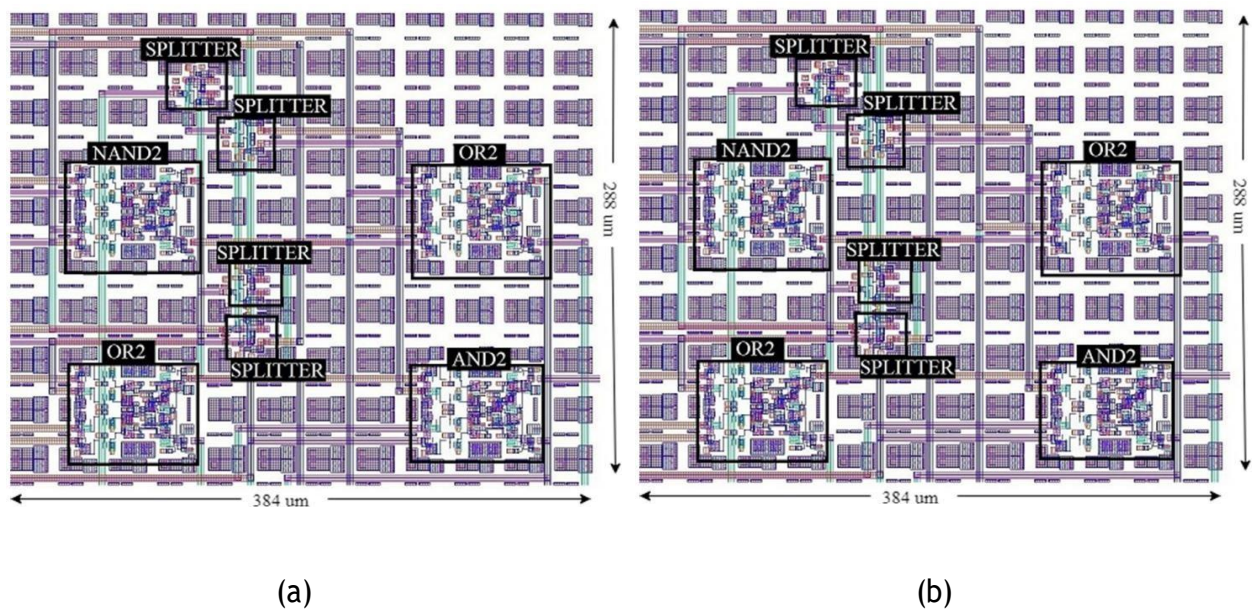 SPLITTER
SPLITTER
NAND2
OR2
SPLITTER
OR2
SPLITTER
AND2
288 um
384 um
(a)
SPLITTER
SPLITTER
NAND2
OR2
SPLITTER
OR2
SPLITTER
AND2
288 um
384 um
(b)